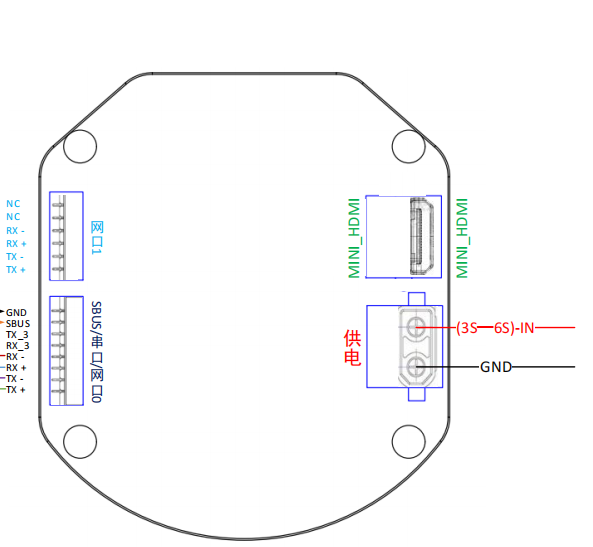 NC
NC
RX -
RX +
TX -
TX +
网口1
MINI_HDMI
MINI_HDMI
GND
SBUS
TX_3
RX_3
RX -
RX +
TX -
TX +
SBUS/串口/网口0
供电
(3S—6S)-IN
GND